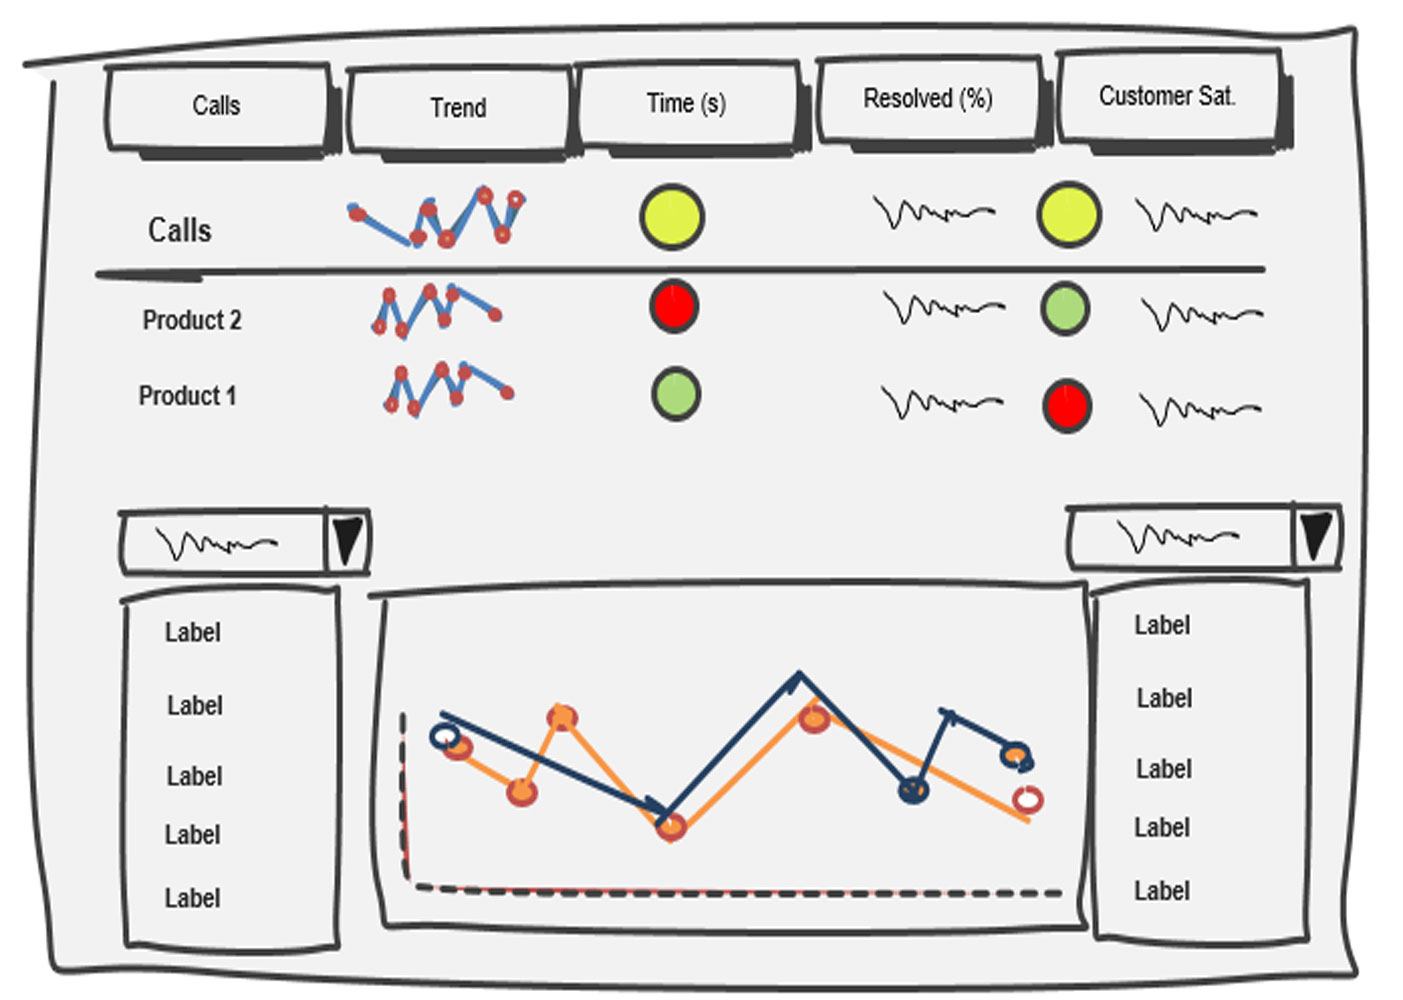 Calls
Trend
Time (s)
Resolved (%)
Customer Sat.
Calls
Product 2
Product 1
Label
Label
Label
Label
Label
Label
Label
Label
Label
Label